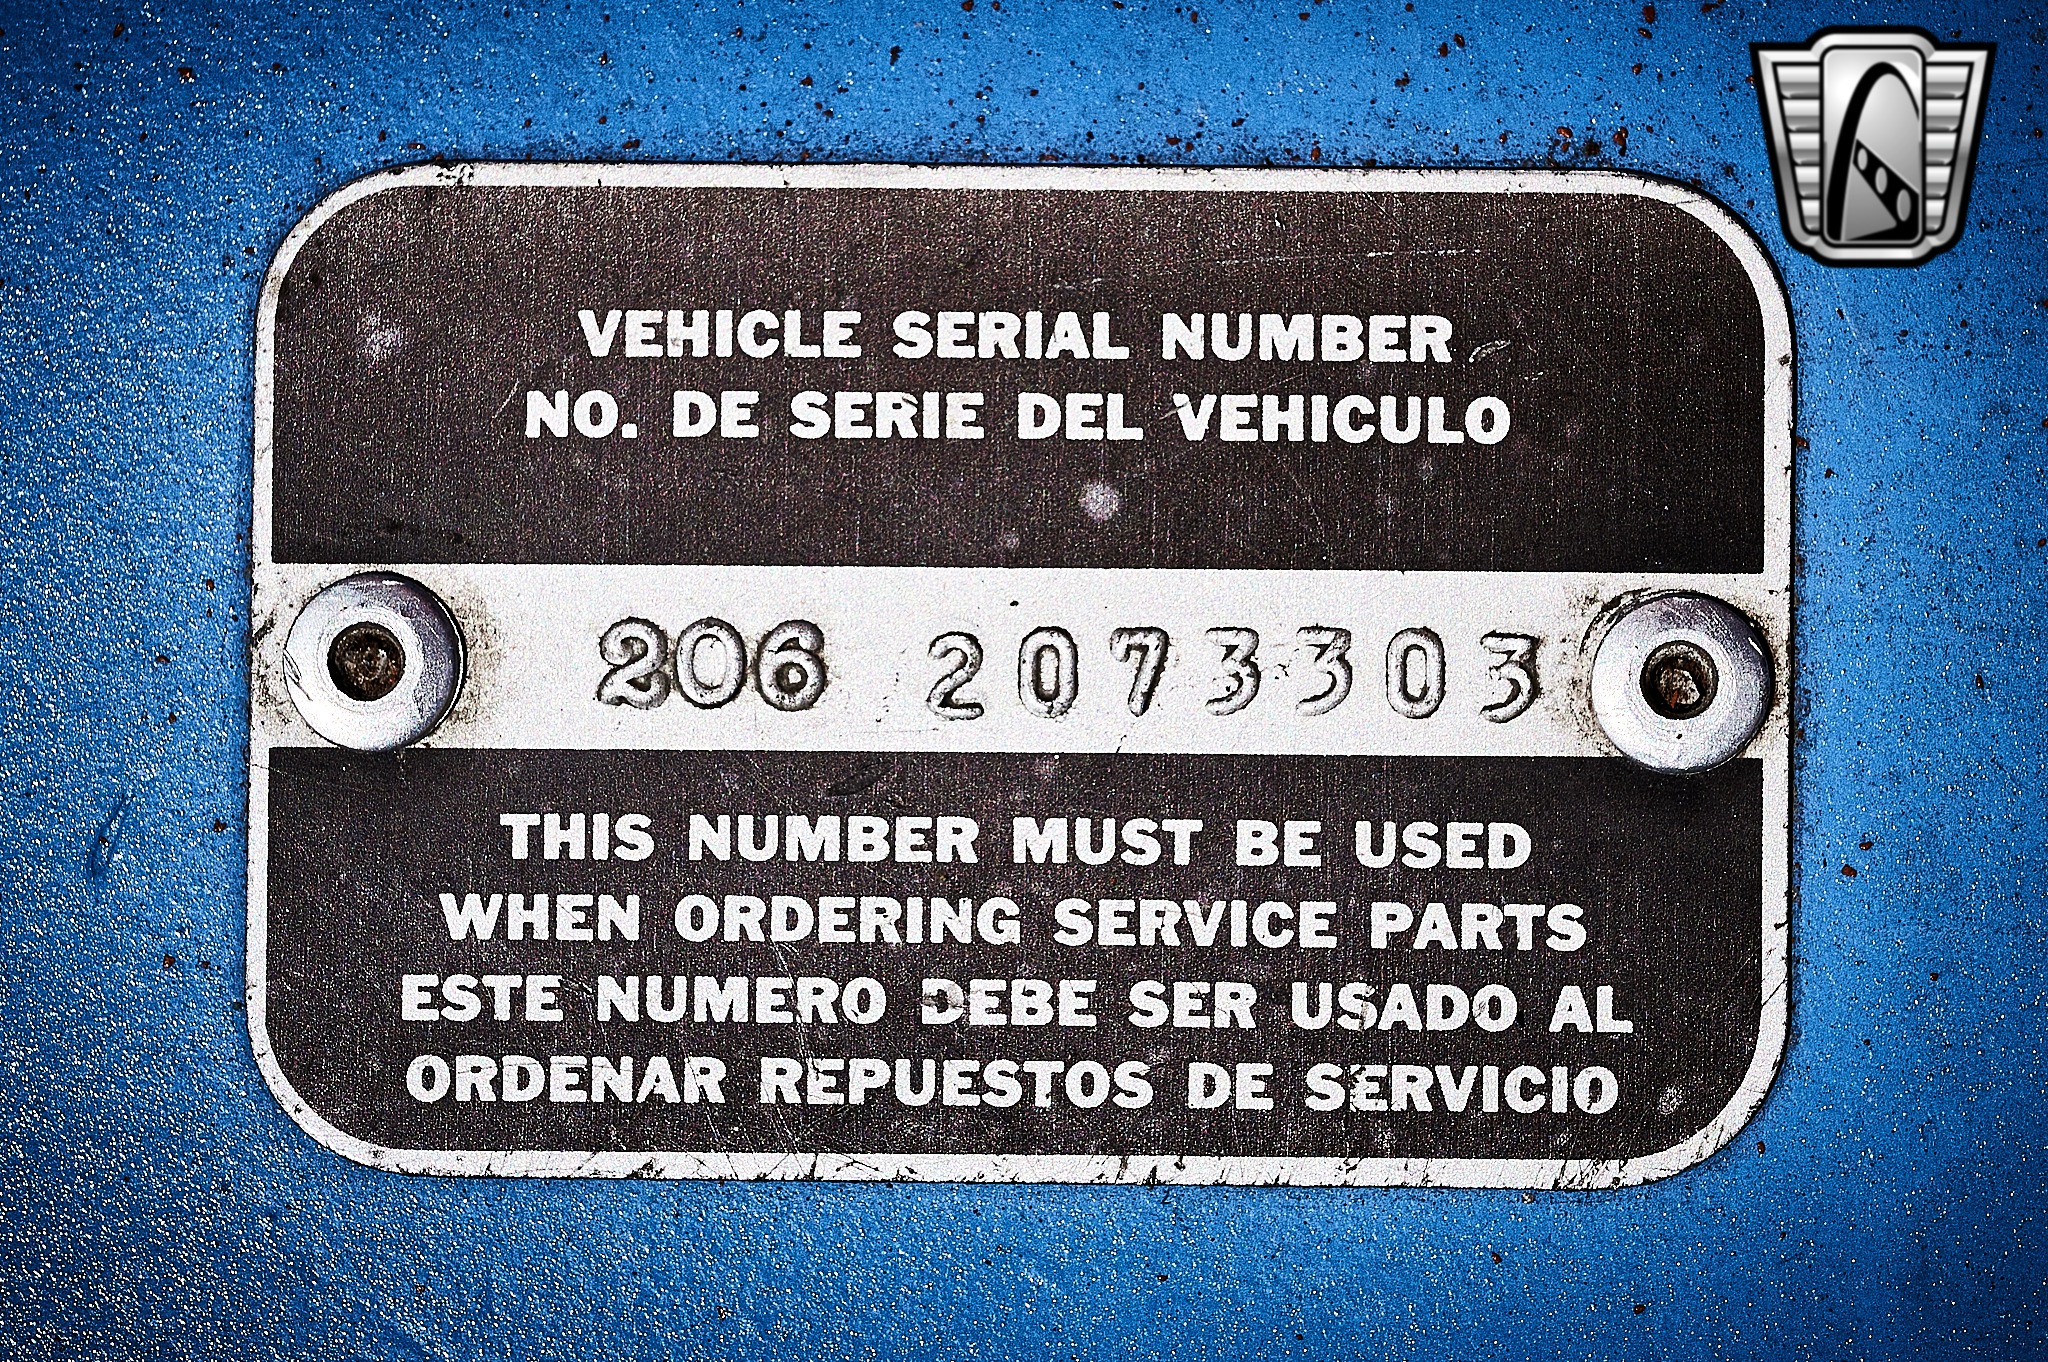 VEHICLE SERIAL NUMBER
NO. DE SERIE DEL VEHICULO
206 2073303
THIS NUMBER MUST BE USED
WHEN ORDERING SERVICE PARTS
ESTE NUMERO DEBE SER USADO AL
ORDENAR REPUESTOS DE SERVICIO